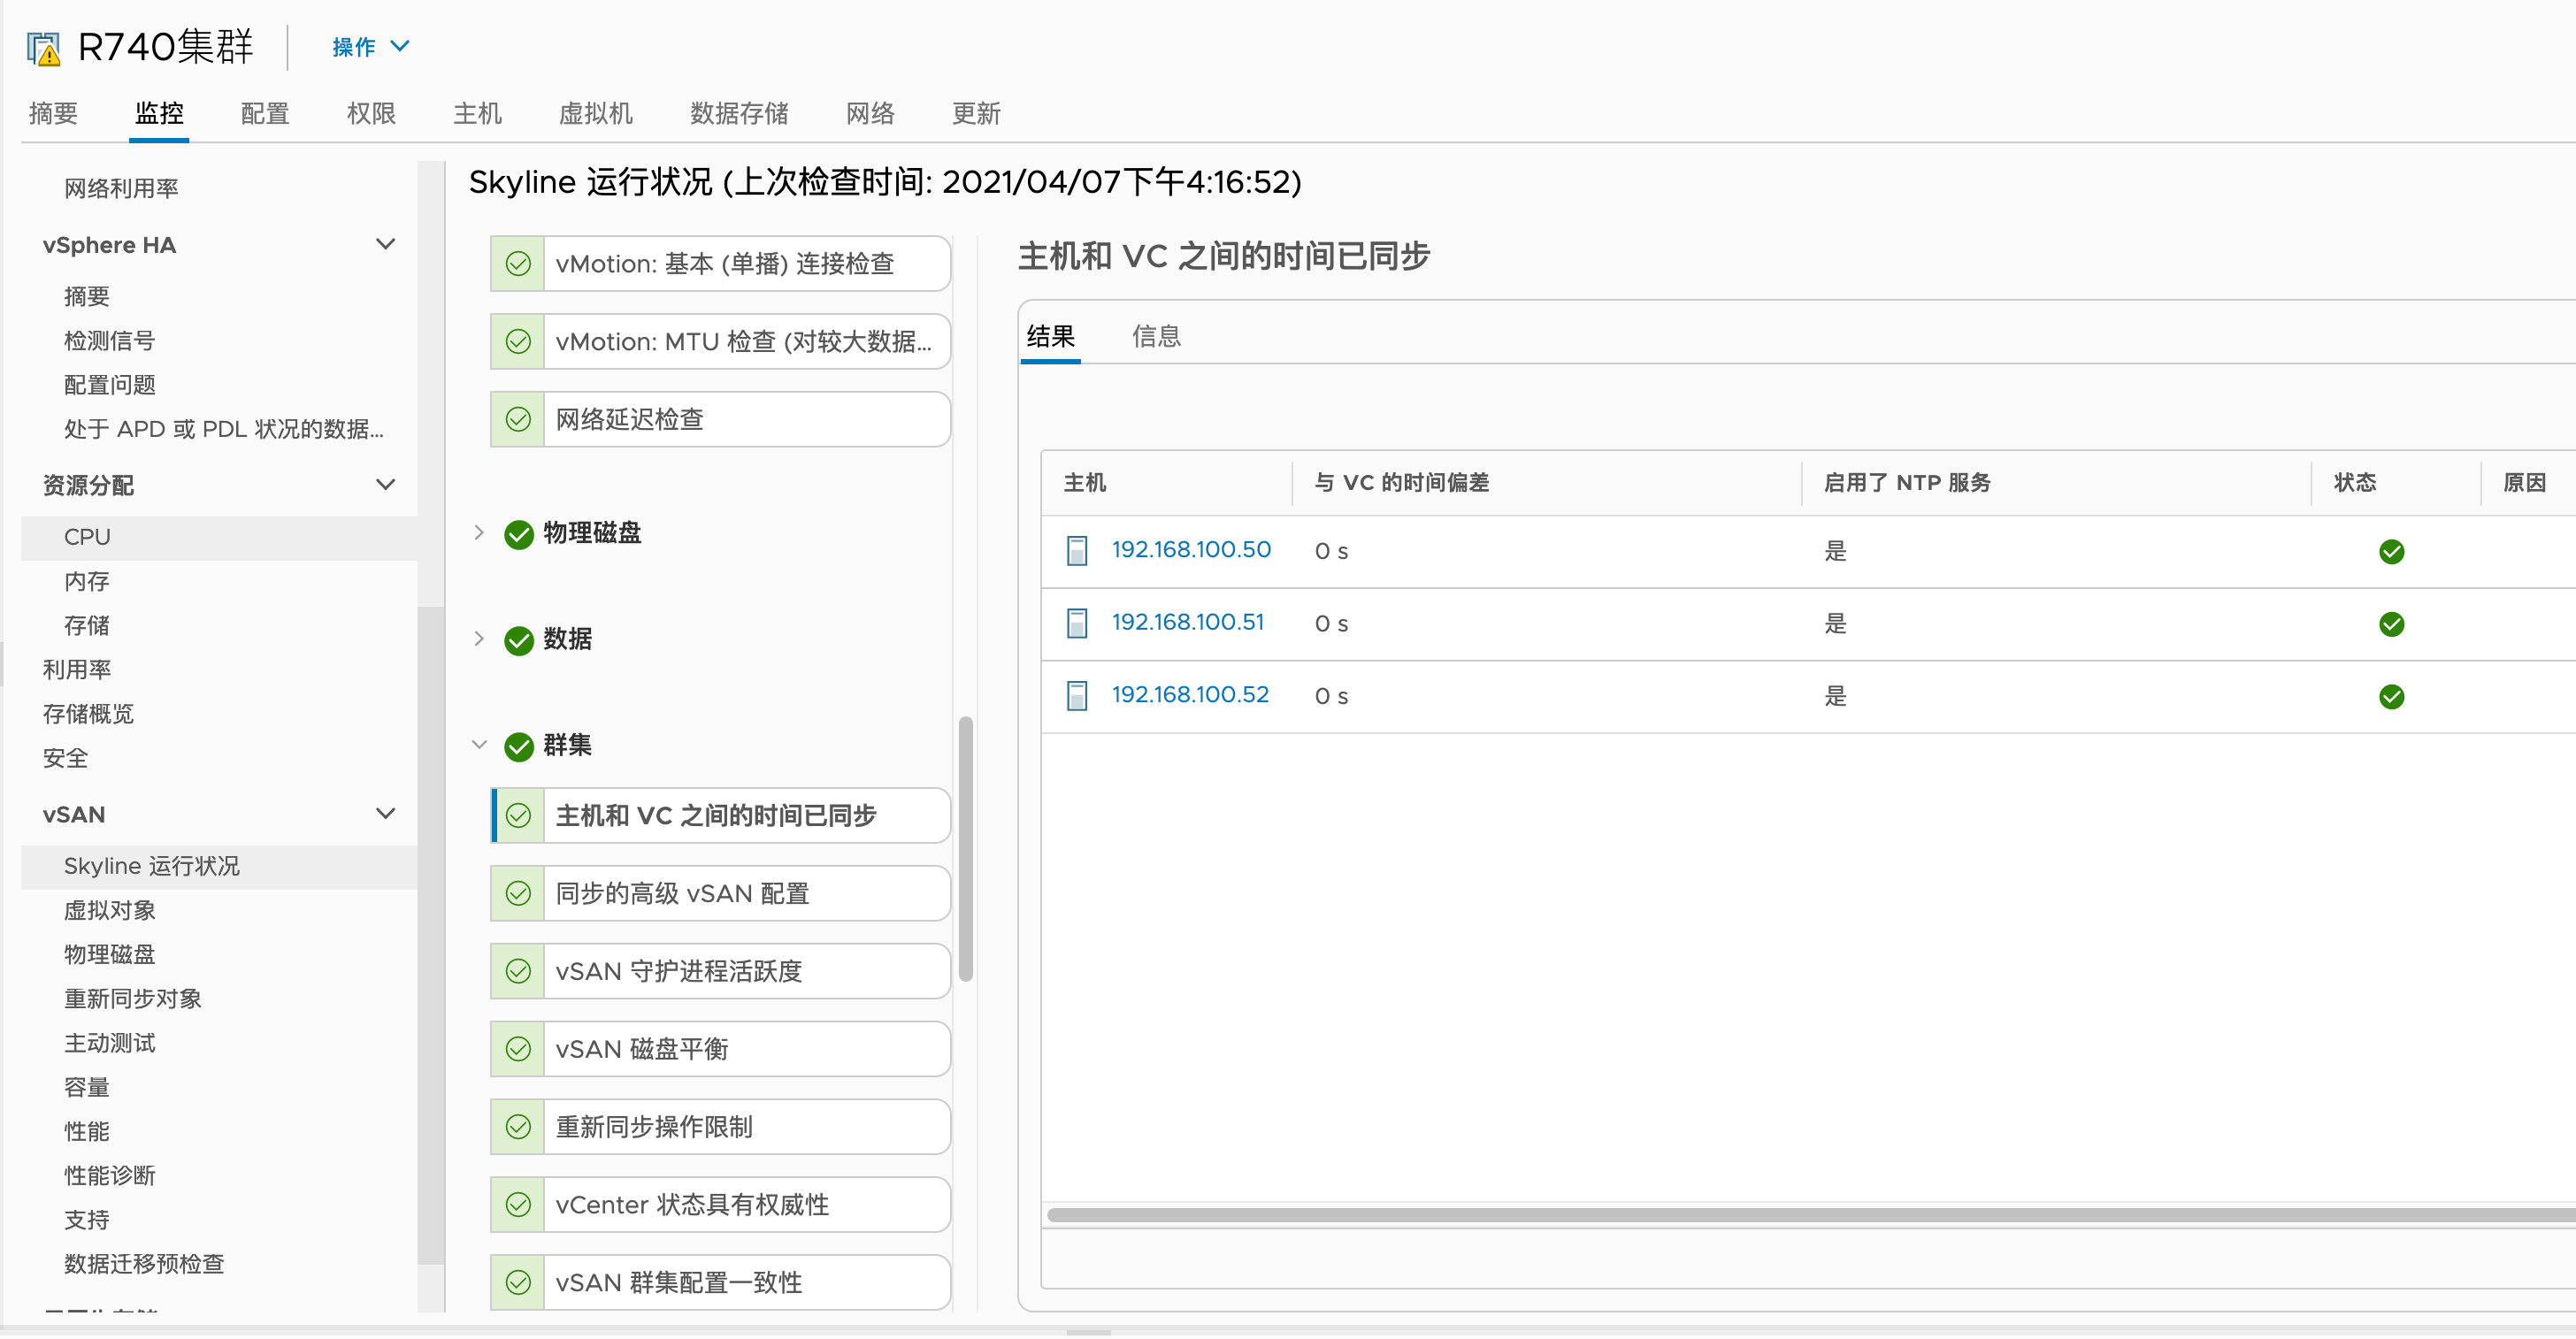 R740集群
操作
摘要
监控
配置
权限
主机
虚拟机
数据存储
网络
更新
网络利用率
vSphere HA
摘要
检测信号
配置问题
处于 APD 或 PDL 状况的数据...
资源分配
CPU
内存
存储
利用率
存储概览
安全
vSAN
Skyline 运行状况
虚拟对象
物理磁盘
重新同步对象
主动测试
容量
性能
性能诊断
支持
数据迁移预检查
Skyline 运行状况 (上次检查时间: 2021/04/07下午4:16:52)
vMotion: 基本 (单播) 连接检查
vMotion: MTU 检查 (对较大数据...
网络延迟检查
物理磁盘
数据
群集
主机和 VC 之间的时间已同步
同步的高级 vSAN 配置
vSAN 守护进程活跃度
vSAN 磁盘平衡
重新同步操作限制
vCenter 状态具有权威性
vSAN 群集配置一致性
主机和 VC 之间的时间已同步
结果
信息
主机 与 VC 的时间偏差 启用了 NTP 服务 状态 原因
192.168.100.50 0 s 是
192.168.100.51 0 s 是
192.168.100.52 0 s 是